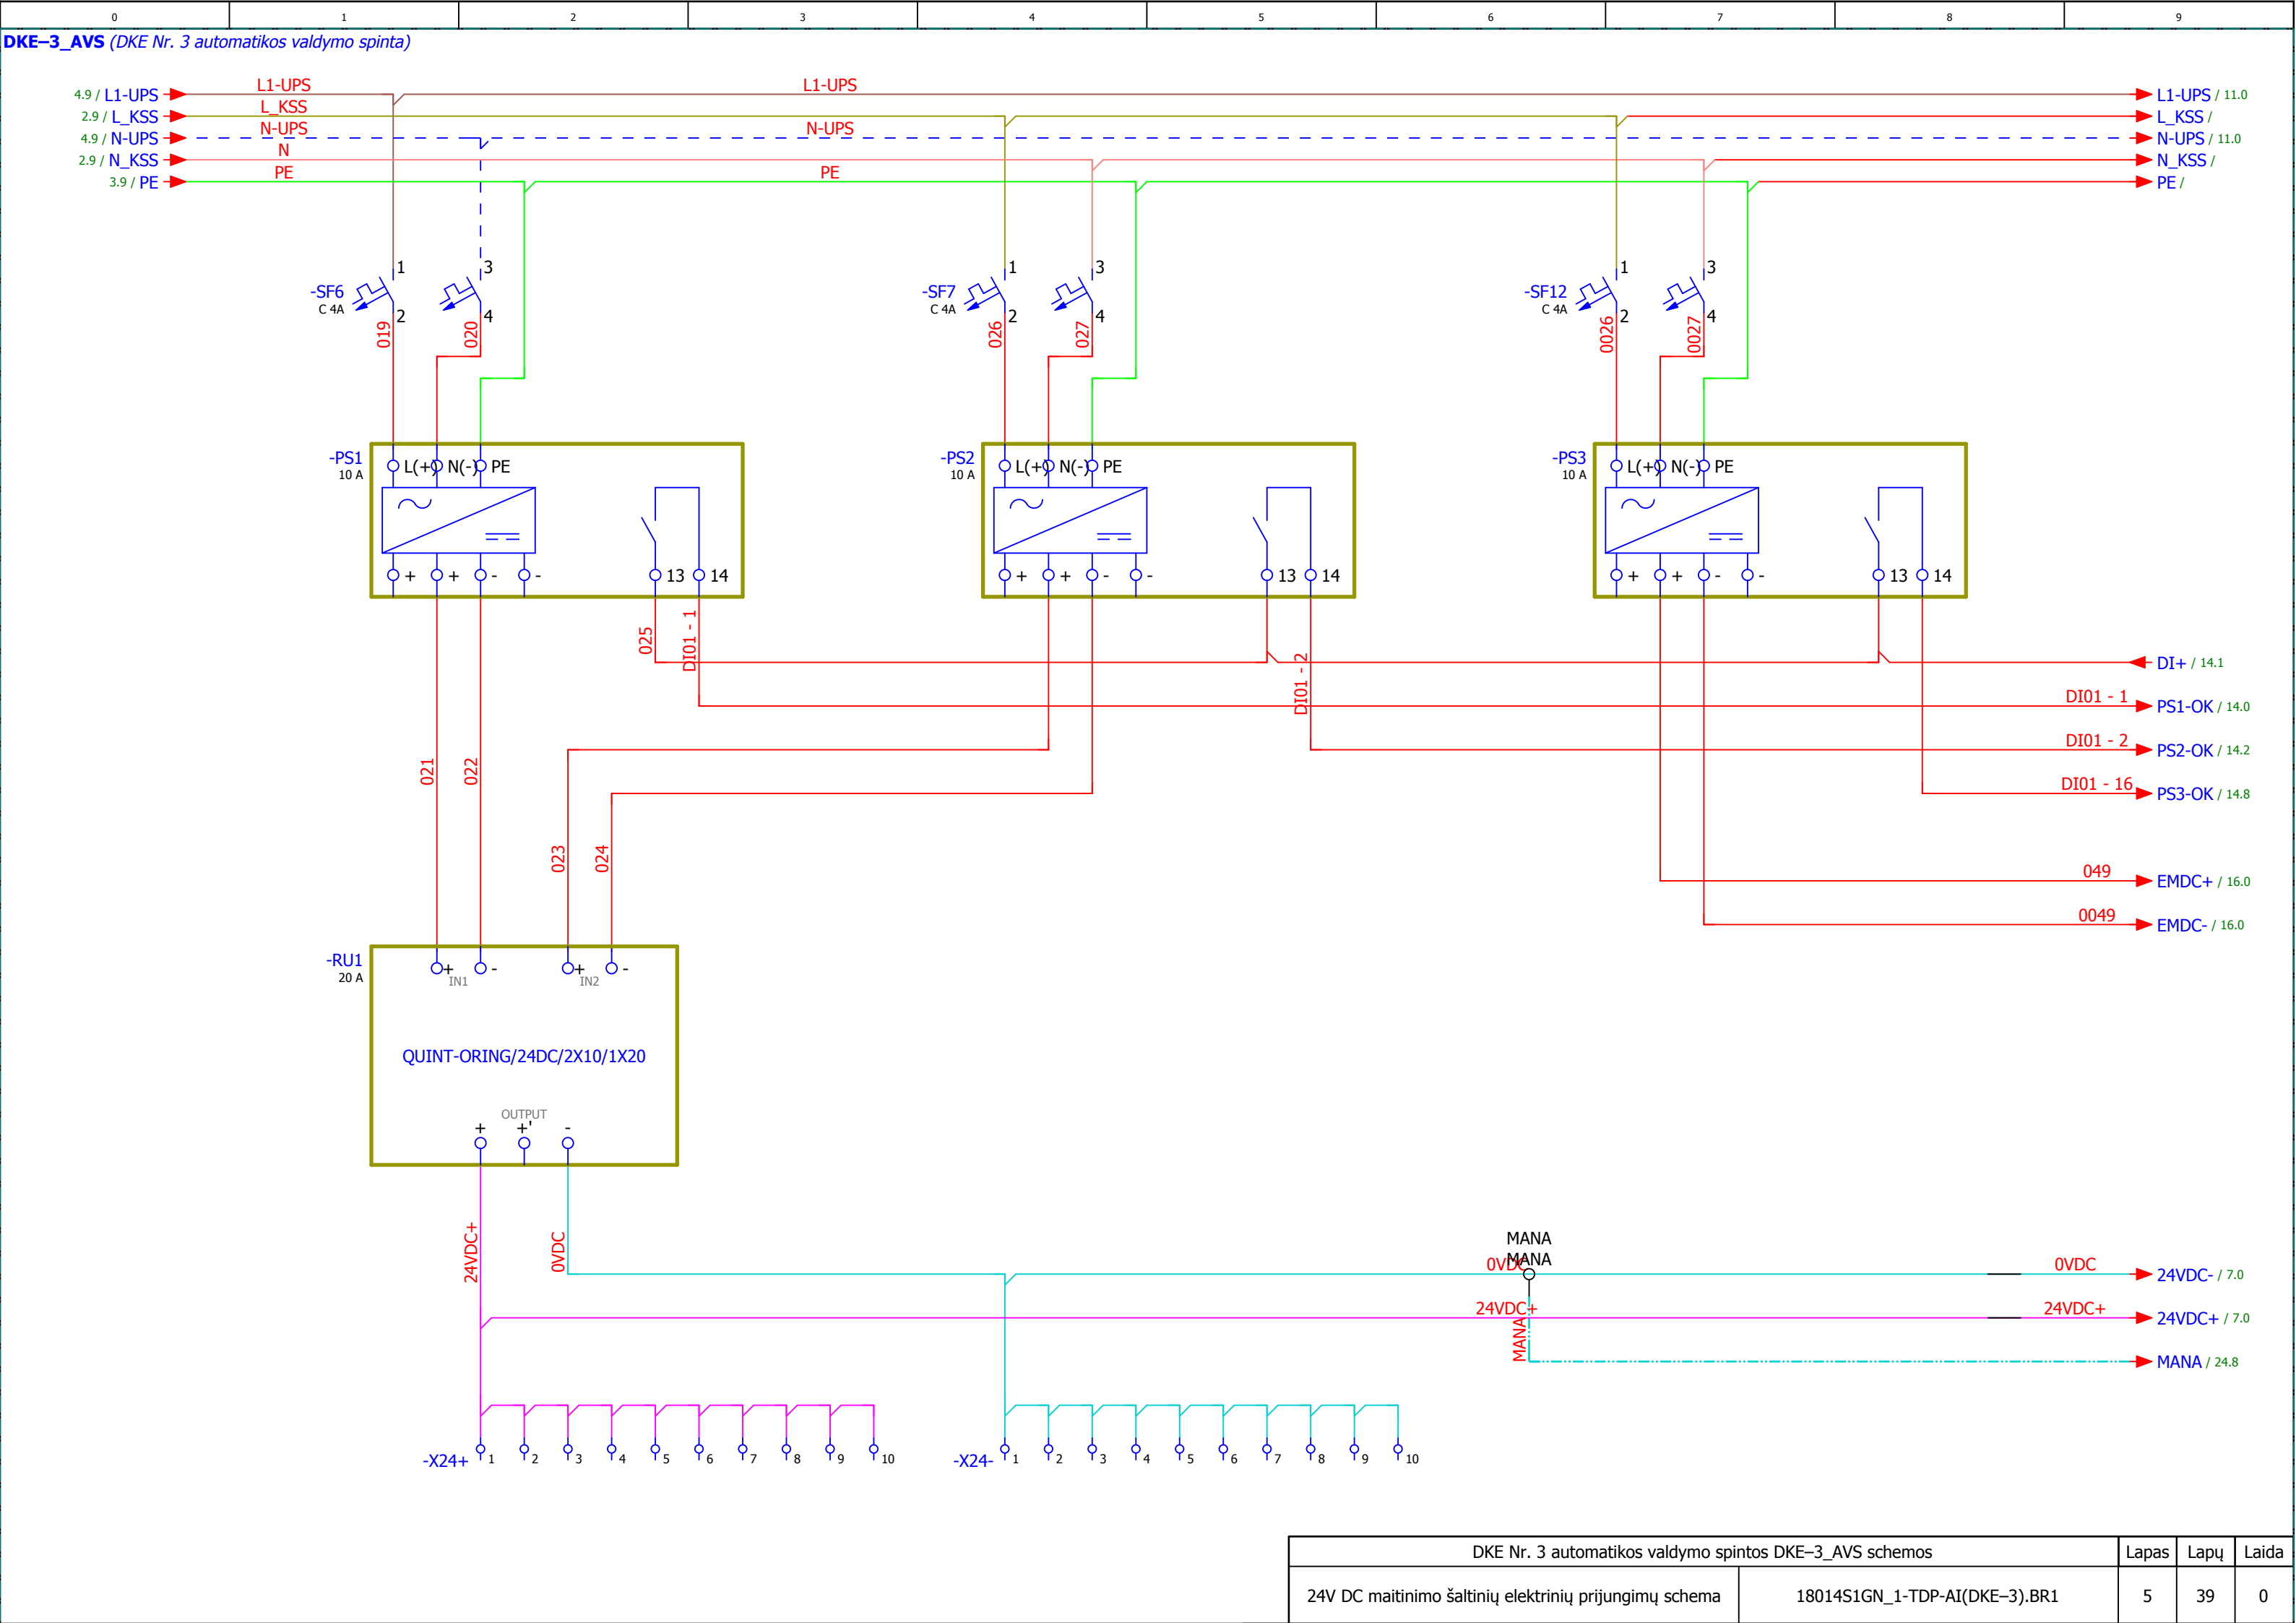 0 1 2 3 4 5 6 7 8 9
DKE–3_AVS (DKE Nr. 3 automatikos valdymo spinta)
4.9 / L1-UPS L1-UPS L1-UPS L1-UPS / 11.0
2.9 / L_KSS L_KSS L_KSS /
4.9 / N-UPS N-UPS N-UPS N-UPS / 11.0
2.9 / N_KSS N N_KSS /
3.9 / PE PE PE PE /
1 3 1 3 1 3
-SF6 -SF7 -SF12
C 4A C 4A C 4A
2 4 2 4 2 4
019 020 026 027 0026 0027
-PS1 L(+) N(-) PE -PS2 L(+) N(-) PE -PS3 L(+) N(-) PE
10 A 10 A 10 A
+ + - - 13 14 + + - - 13 14 + + - - 13 14
025 DI01 - 1 DI01 - 2
DI+ / 14.1
DI01 - 1 PS1-OK / 14.0
DI01 - 2 PS2-OK / 14.2
021 022
DI01 - 16 PS3-OK / 14.8
023 024
049 EMDC+ / 16.0
0049 EMDC- / 16.0
-RU1 + - + -
20 A IN1 IN2
QUINT-ORING/24DC/2X10/1X20
OUTPUT
+ +' -
24VDC+ 0VDC
MANA
MANA
0VDC 0VDC 24VDC- / 7.0
24VDC+ 24VDC+ 24VDC+ / 7.0
MANA MANA / 24.8
-X24+ 1 2 3 4 5 6 7 8 9 10 -X24- 1 2 3 4 5 6 7 8 9 10
DKE Nr. 3 automatikos valdymo spintos DKE–3_AVS schemos Lapas Lapų Laida
24V DC maitinimo šaltinių elektrinių prijungimų schema 18014S1GN_1-TDP-AI(DKE–3).BR1 5 39 0